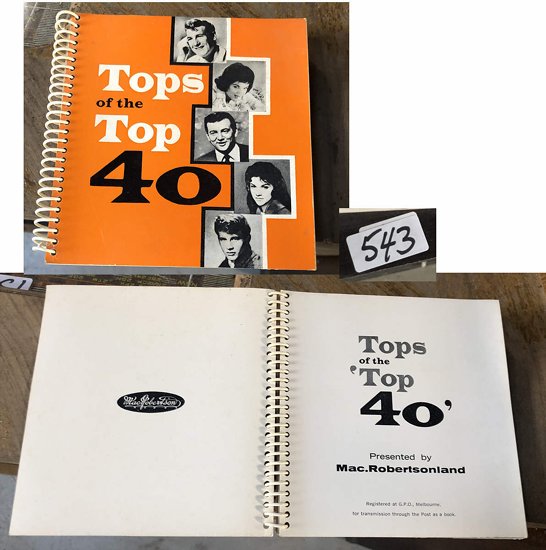 Tops
of the
Top
40
543
MacRobertson
Tops
of the
'Top
40'
Presented by
Mac.Robertsonland
Registered at G.P.O., Melbourne,
for transmission through the Post as a book.